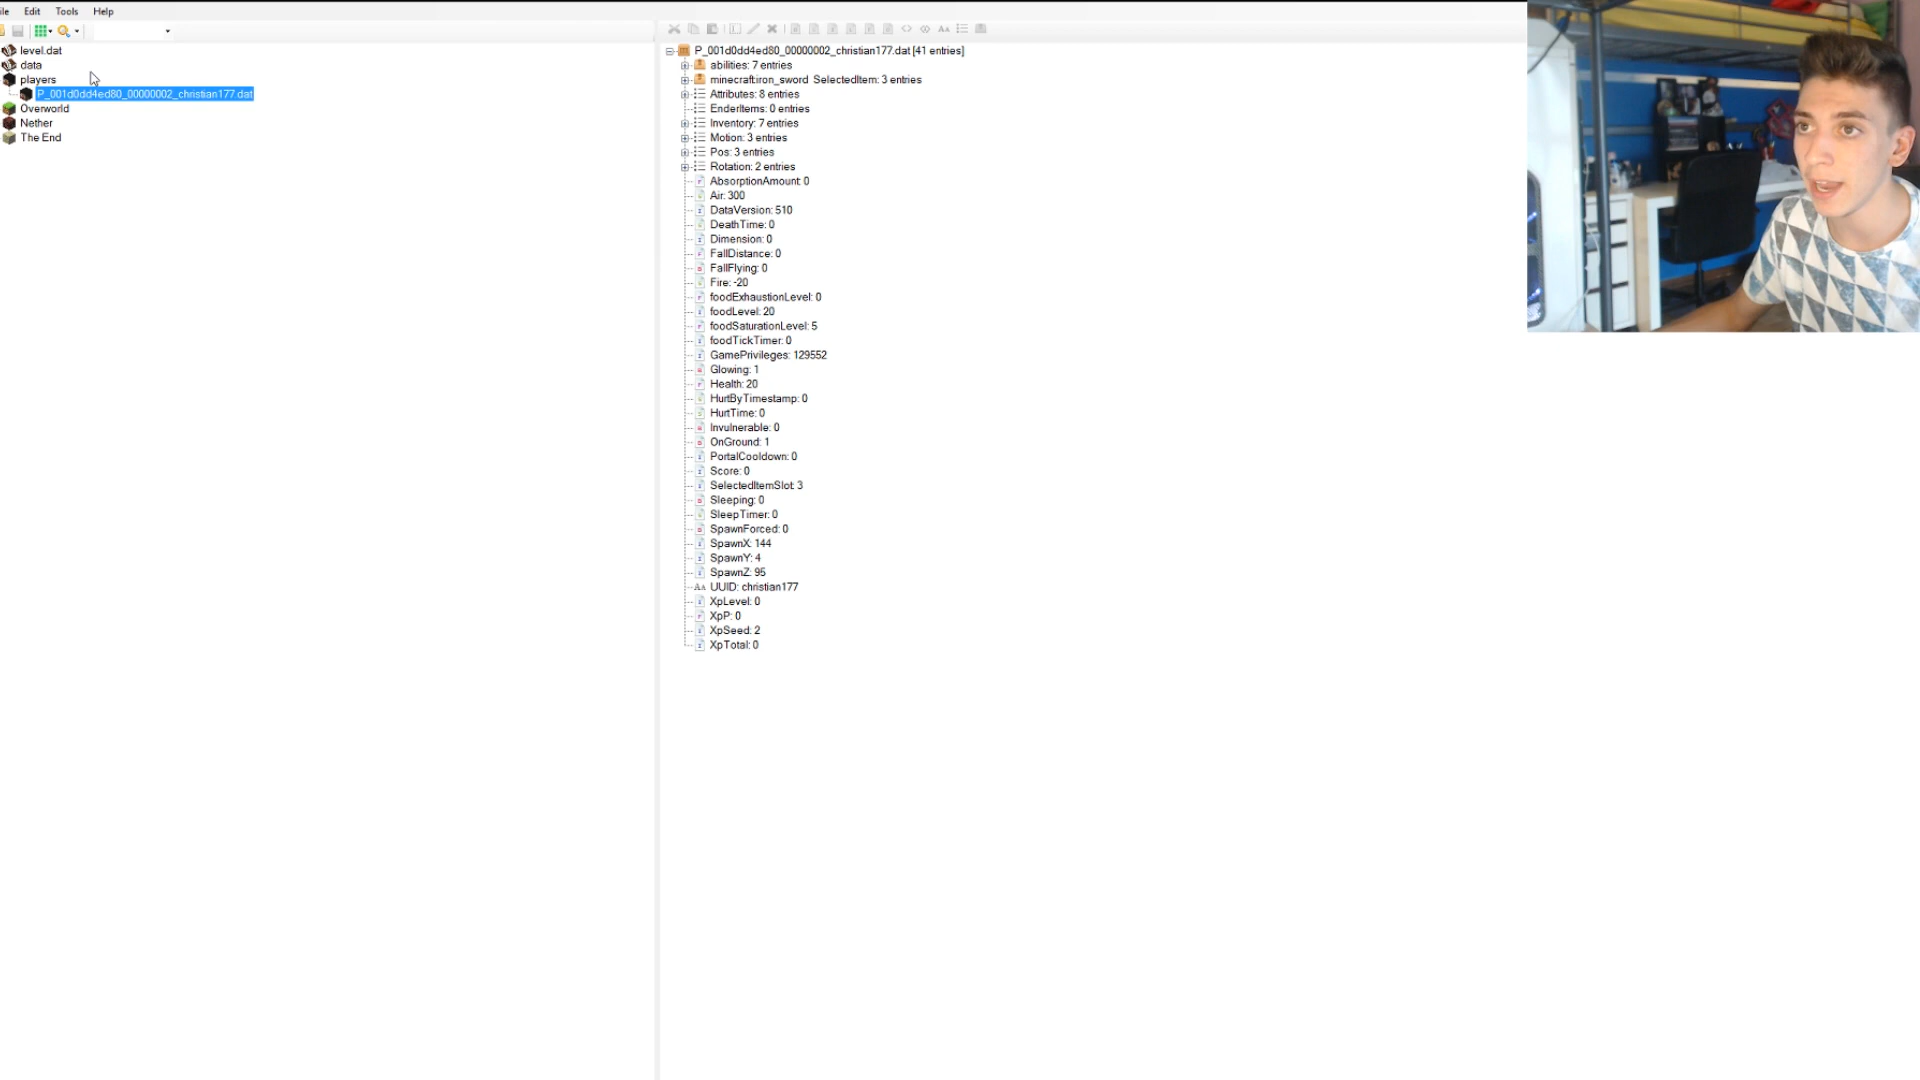 ile Edit Tools Help
level.dat
data
players
P_001d0dd4ed80_00000002_christian177.dat
Overworld
Nether
The End
P_001d0dd4ed80_00000002_christian177.dat [41 entries]
abilities: 7 entries
minecraft:iron_sword SelectedItem: 3 entries
Attributes: 8 entries
EnderItems: 0 entries
Inventory: 7 entries
Motion: 3 entries
Pos: 3 entries
Rotation: 2 entries
AbsorptionAmount: 0
Air: 300
DataVersion: 510
DeathTime: 0
Dimension: 0
FallDistance: 0
FallFlying: 0
Fire: -20
foodExhaustionLevel: 0
foodLevel: 20
foodSaturationLevel: 5
foodTickTimer: 0
GamePrivileges: 129552
Glowing: 1
Health: 20
HurtByTimestamp: 0
HurtTime: 0
Invulnerable: 0
OnGround: 1
PortalCooldown: 0
Score: 0
SelectedItemSlot: 3
Sleeping: 0
SleepTimer: 0
SpawnForced: 0
SpawnX: 144
SpawnY: 4
SpawnZ: 95
UUID: christian177
XpLevel: 0
XpP: 0
XpSeed: 2
XpTotal: 0